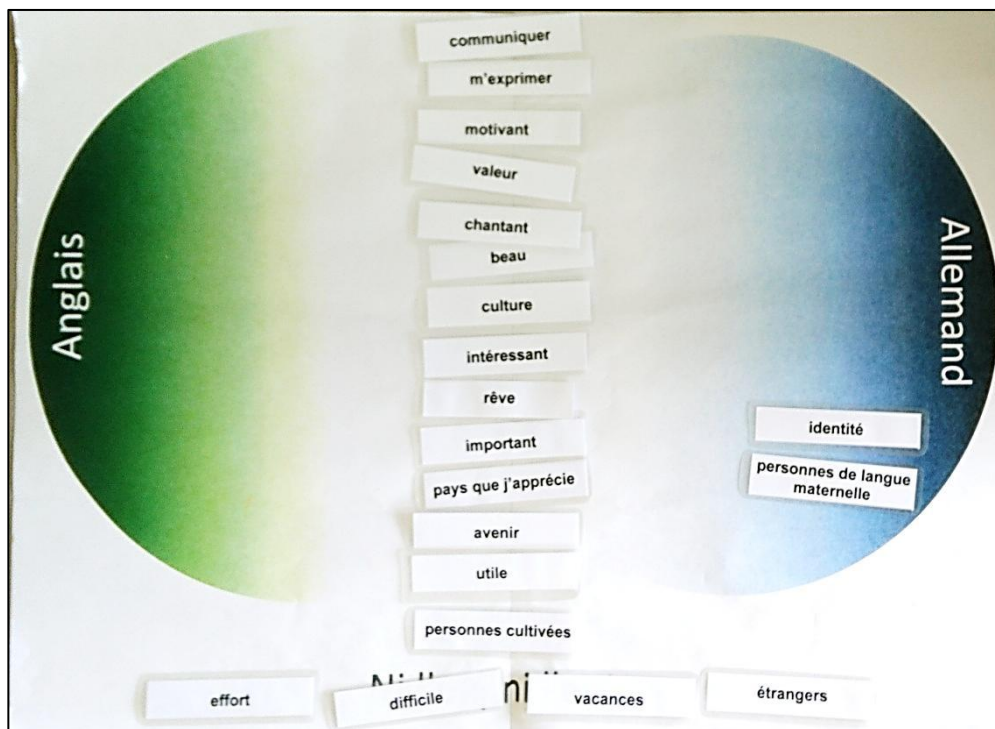 communiquer
m'exprimer
motivant
valeur
chantant
beau
culture
Anglais
Allemand
intéressant
rêve
identité
important
personnes de langue
maternelle
pays que j'apprécie
avenir
utile
personnes cultivées
effort
difficile
vacances
étrangers